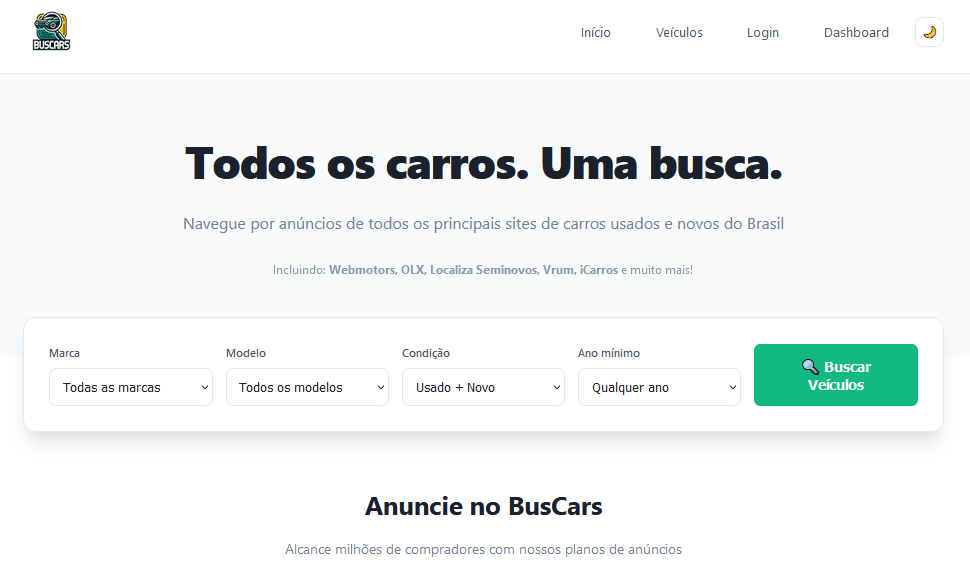 BUSCARS
Início
Veículos
Login
Dashboard
Todos os carros. Uma busca.
Navegue por anúncios de todos os principais sites de carros usados e novos do Brasil
Incluindo: Webmotors, OLX, Localiza Seminovos, Vrum, iCarros e muito mais!
Marca
Todas as marcas
Modelo
Todos os modelos
Condição
Usado + Novo
Ano mínimo
Qualquer ano
Buscar
Veículos
Anuncie no BusCars
Alcance milhões de compradores com nossos planos de anúncios